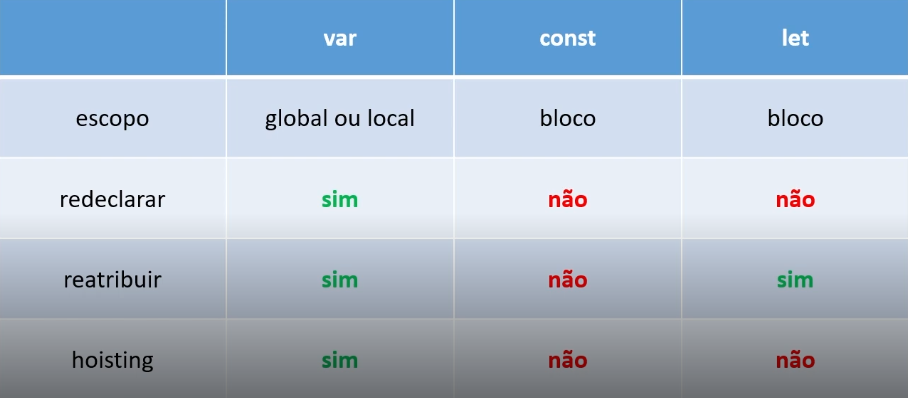 var const let
escopo global ou local bloco bloco
redeclarar sim não não
reatribuir sim não sim
hoisting sim não não